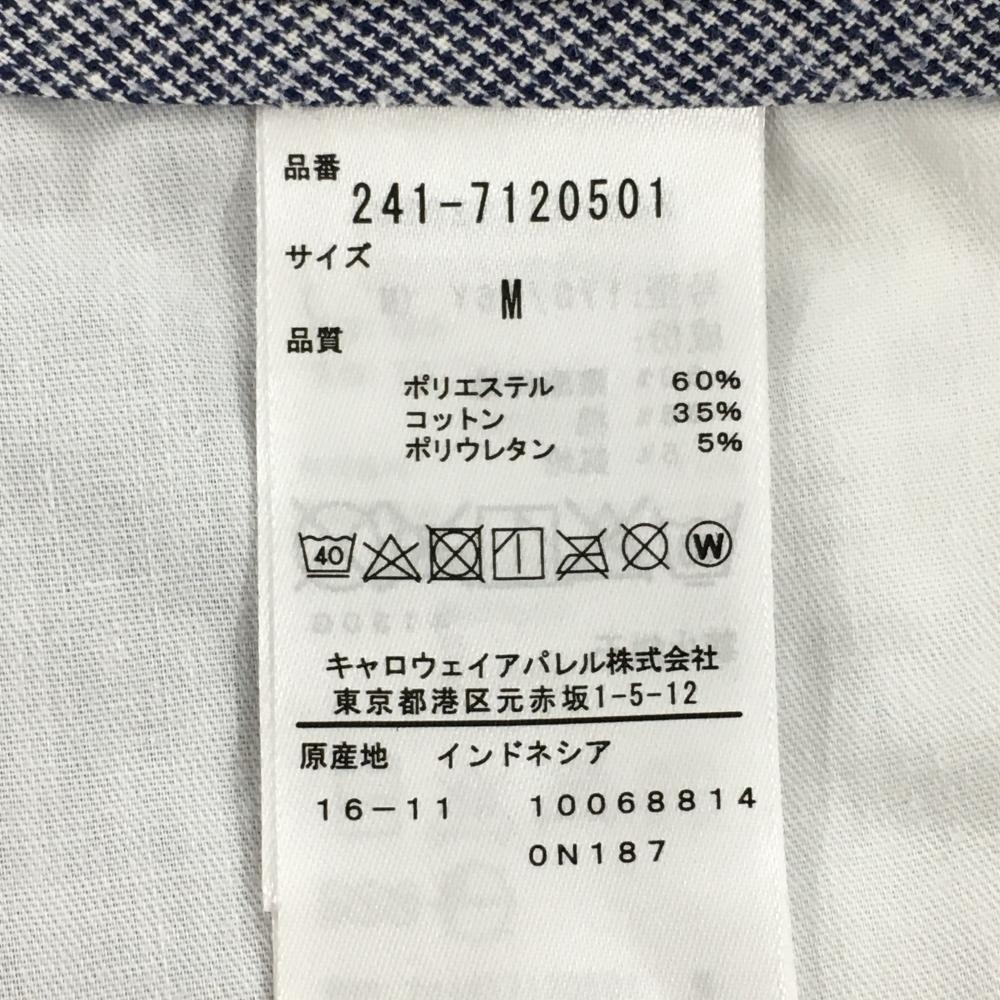 品番
241-7120501
サイズ
M
品質
ポリエステル 60%
コットン 35%
ポリウレタン 5%
40 W
キャロウェイアパレル株式会社
東京都港区元赤坂1-5-12
原産地 インドネシア
16-11 10068814
0N187